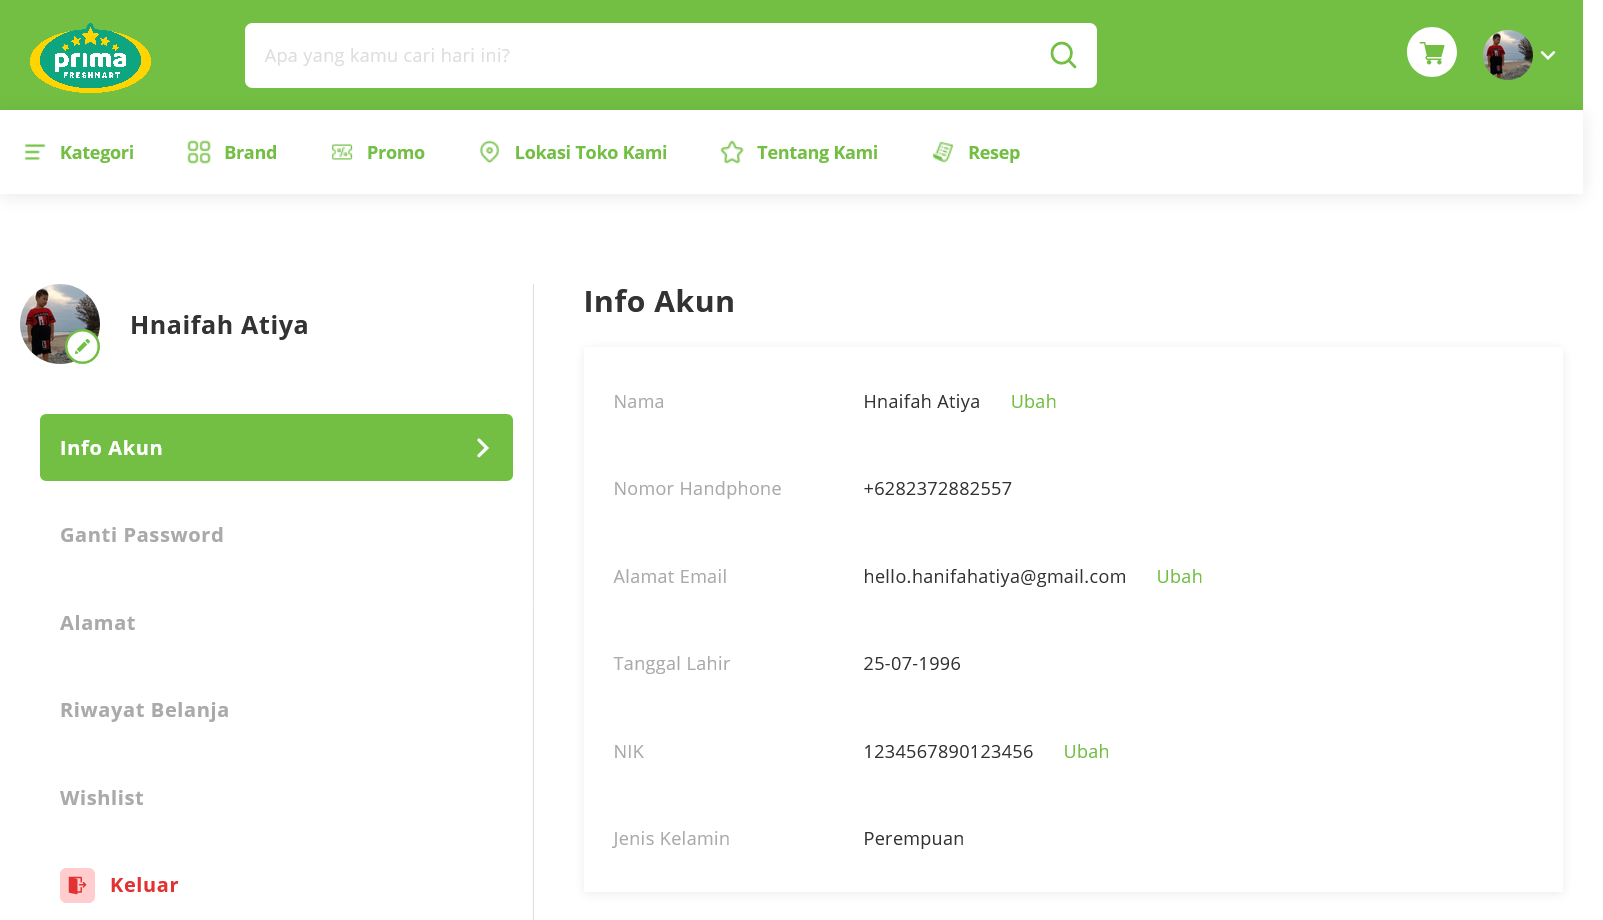 prima
FRESHMART
Apa yang kamu cari hari ini?
Kategori
Brand
Promo
Lokasi Toko Kami
Tentang Kami
Resep
Hnaifah Atiya
Info Akun
Ganti Password
Alamat
Riwayat Belanja
Wishlist
Keluar
Info Akun
Nama Hnaifah Atiya Ubah
Nomor Handphone +6282372882557
Alamat Email hello.hanifahatiya@gmail.com Ubah
Tanggal Lahir 25-07-1996
NIK 1234567890123456 Ubah
Jenis Kelamin Perempuan